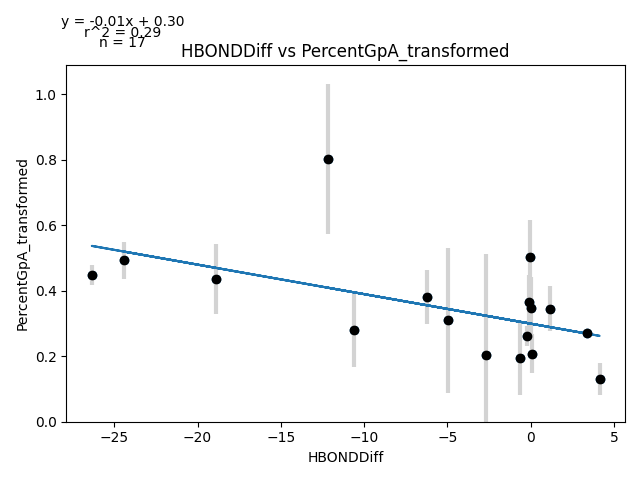 y = -0.01x + 0.30
r^2 = 0.29
n = 17
HBONDDiff vs PercentGpA_transformed
PercentGpA_transformed
1.0
0.8
0.6
0.4
0.2
0.0
−25
−20
−15
−10
−5
0
5
HBONDDiff